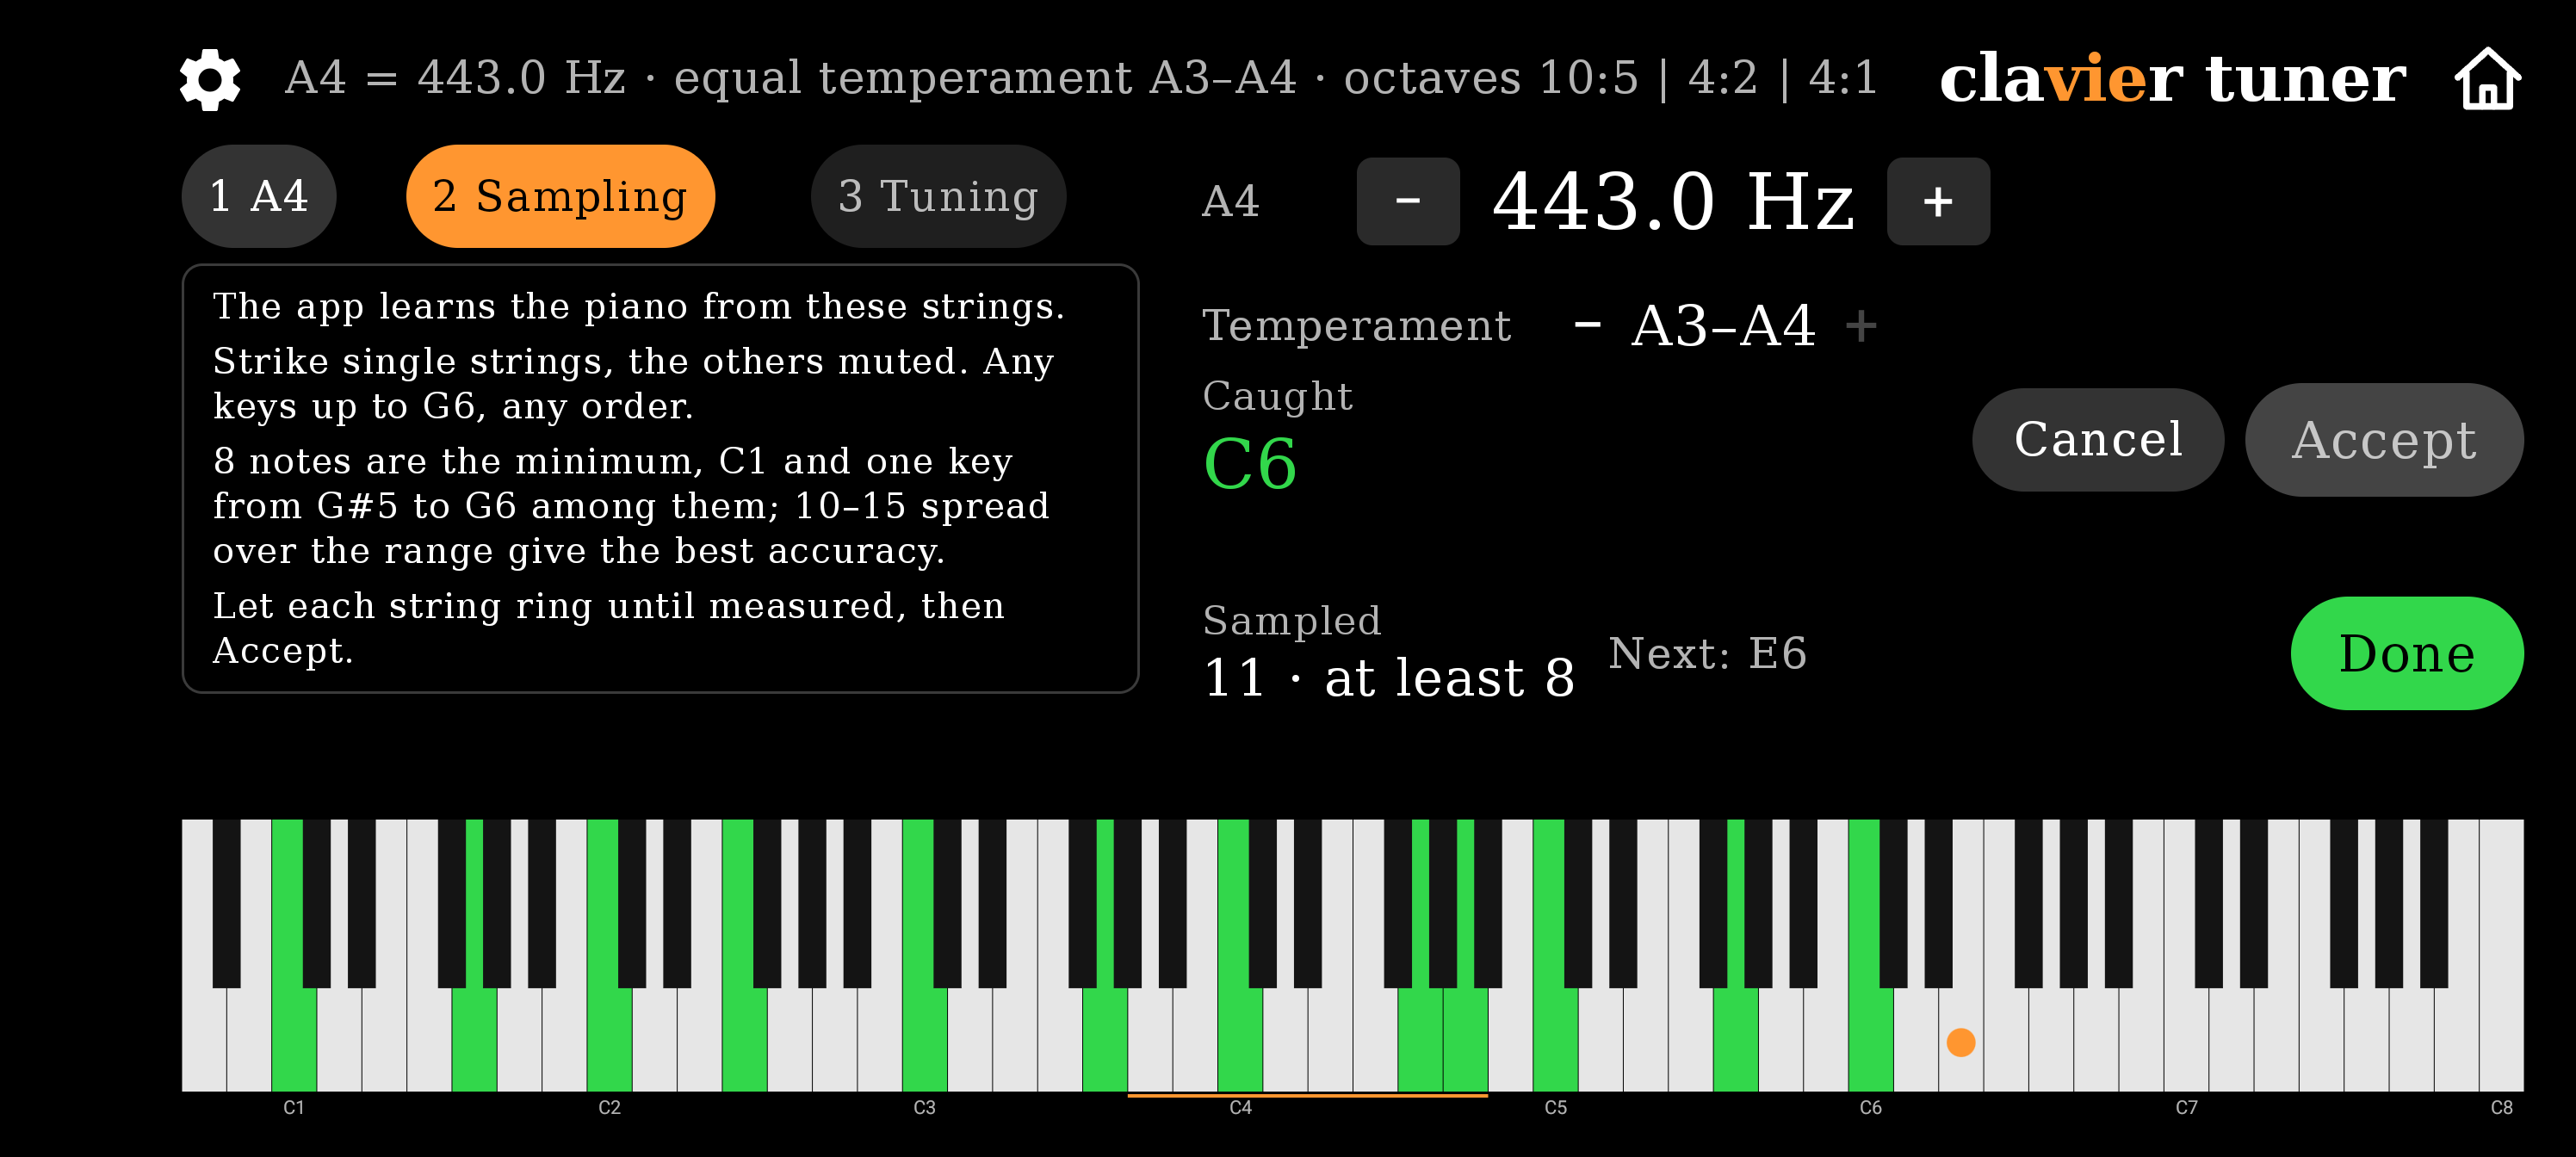 A4 = 443.0 Hz · equal temperament A3–A4 · octaves 10:5 | 4:2 | 4:1
clavier tuner
1 A4
2 Sampling
3 Tuning
A4
-
443.0 Hz
+
The app learns the piano from these strings.
Strike single strings, the others muted. Any
keys up to G6, any order.
8 notes are the minimum, C1 and one key
from G#5 to G6 among them; 10–15 spread
over the range give the best accuracy.
Let each string ring until measured, then
Accept.
Temperament
- A3–A4 +
Caught
C6
Cancel
Accept
Sampled
11 · at least 8
Next: E6
Done
C1
C2
C3
C4
C5
C6
C7
C8